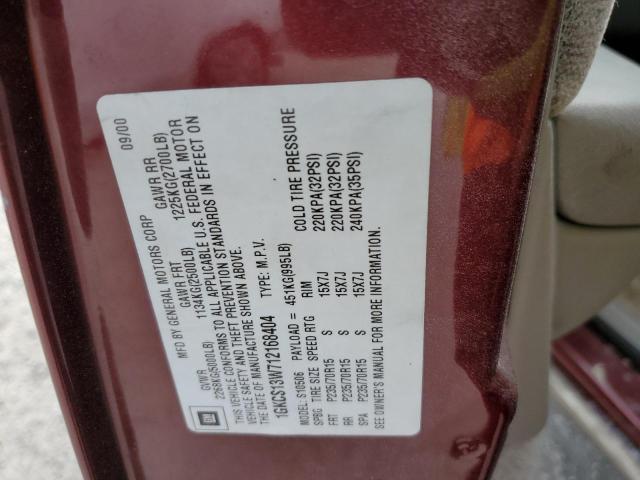 MFD BY GENERAL MOTORS CORP 09/00
GVWR GAWR FRT GAWR RR
2268KG(5000LB) 1134KG(2500LB) 1225KG(2700LB)
THIS VEHICLE CONFORMS TO ALL APPLICABLE U.S. FEDERAL MOTOR
VEHICLE SAFETY AND THEFT PREVENTION STANDARDS IN EFFECT ON
THE DATE OF MANUFACTURE SHOWN ABOVE.
1GKCS13W712168404 TYPE: M.P.V.
MODEL: S10506 PAYLOAD = 451KG(995LB)
SPBG TIRE SIZE SPEED RTG RIM COLD TIRE PRESSURE
FRT P235/70R15 S 15X7J 220KPA(32PSI)
RR P235/70R15 S 15X7J 220KPA(32PSI)
SPA P235/70R15 S 15X7J 240KPA(35PSI)
SEE OWNER'S MANUAL FOR MORE INFORMATION.
GM